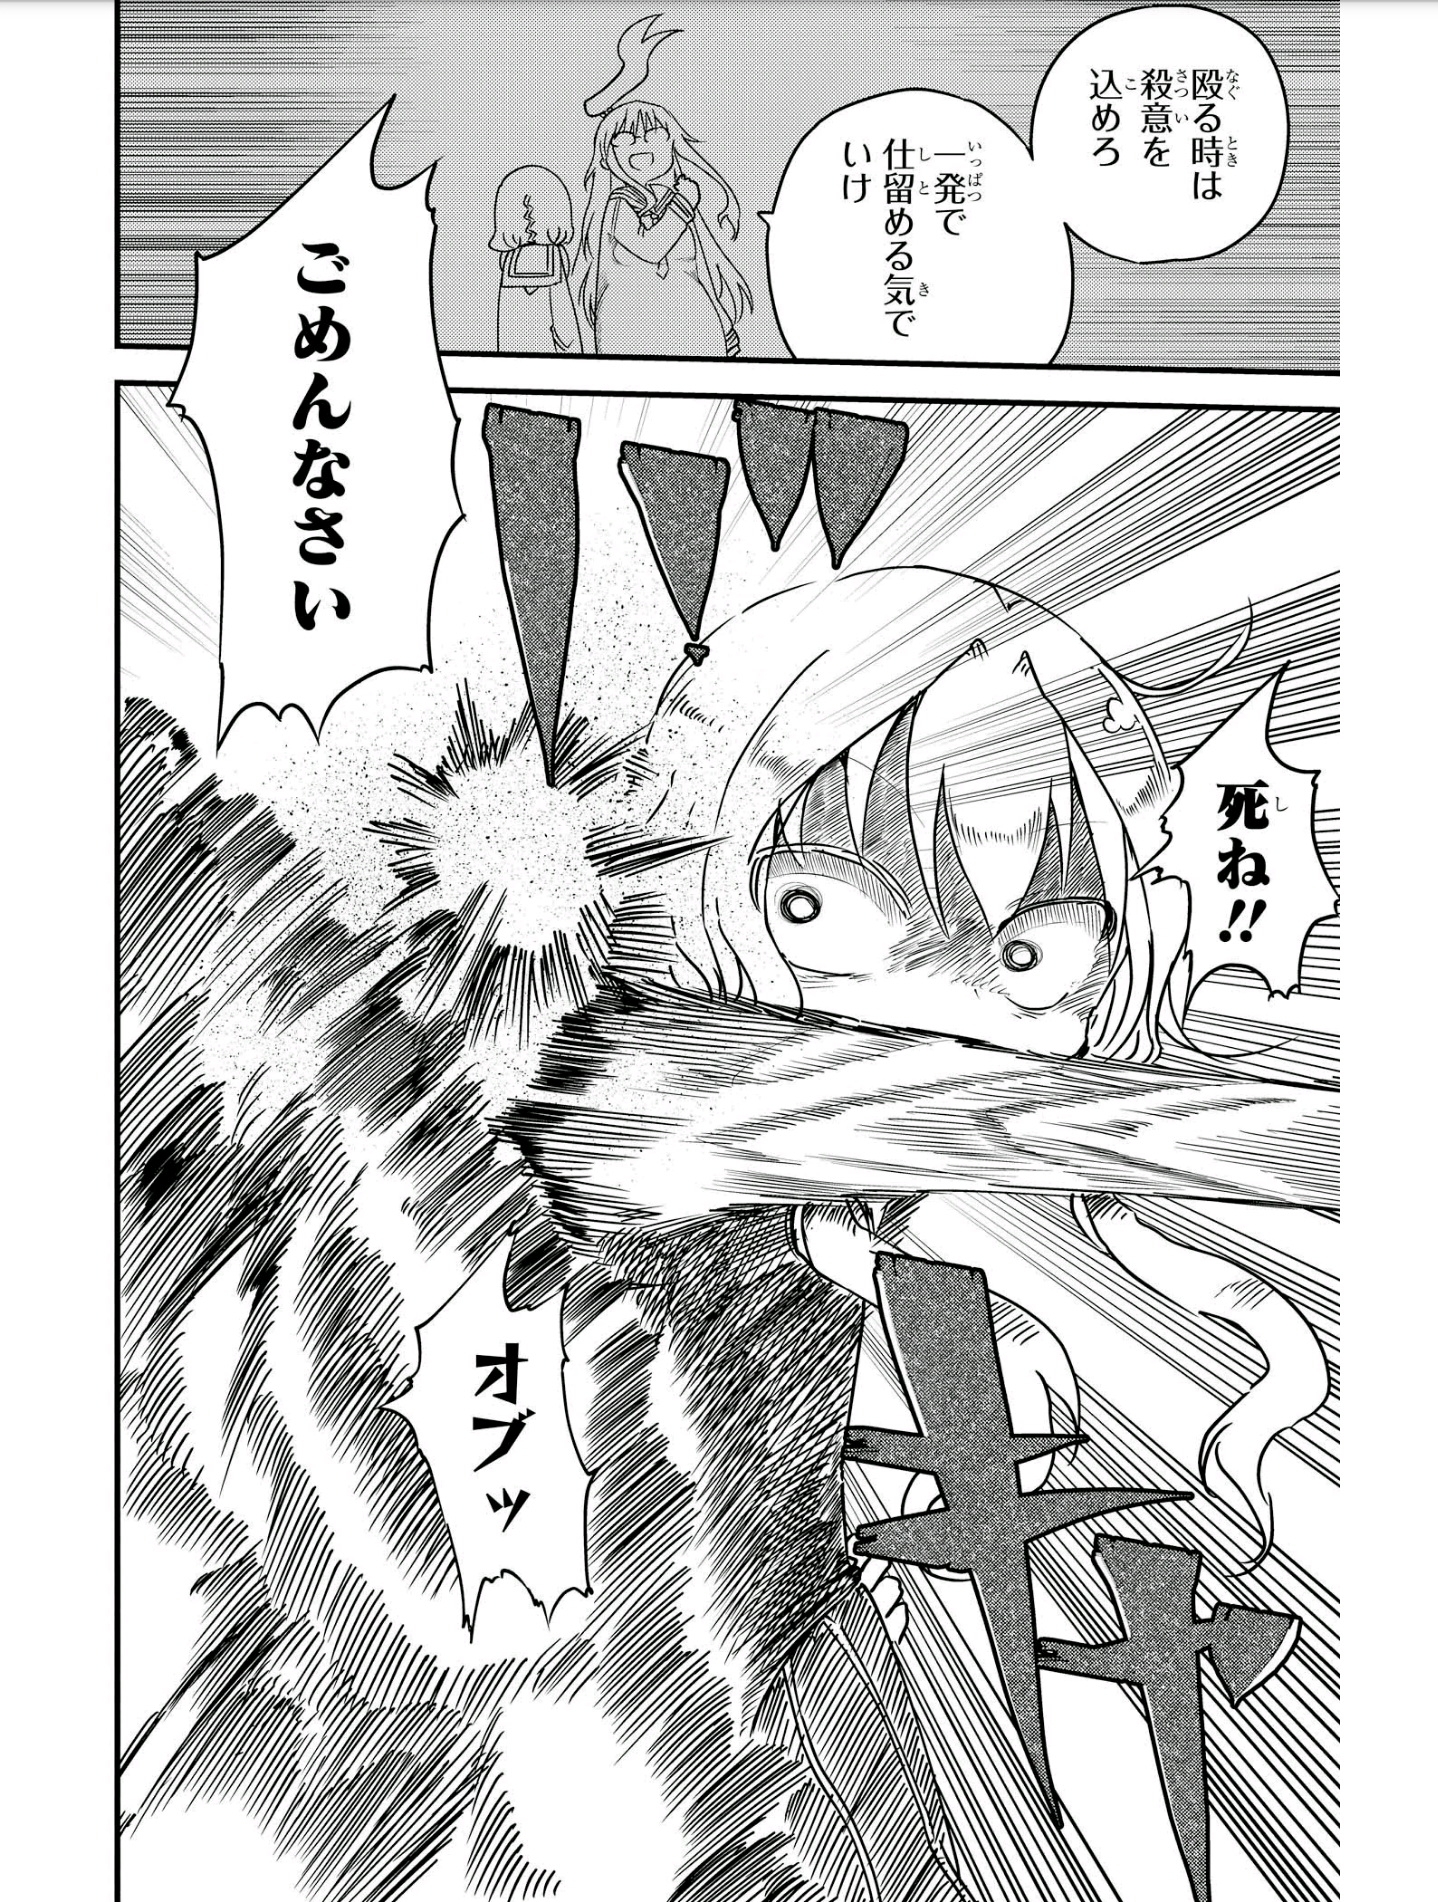 殴る時は
殺意を
込めろ
一発で
仕留める気で
いけ
死ね!!
ごめんなさい
オブッ